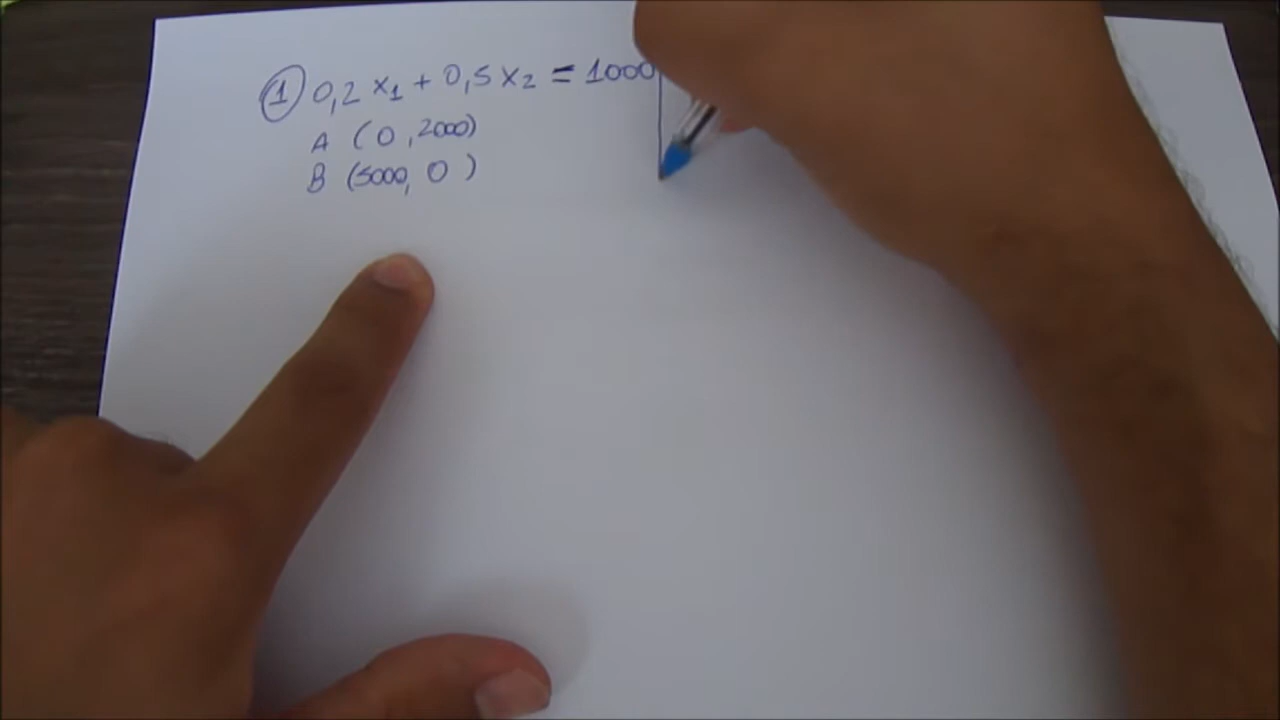 ① 0,2 x₁ + 0,5 x₂ = 1000
A (0, 2000)
B (5000, 0)